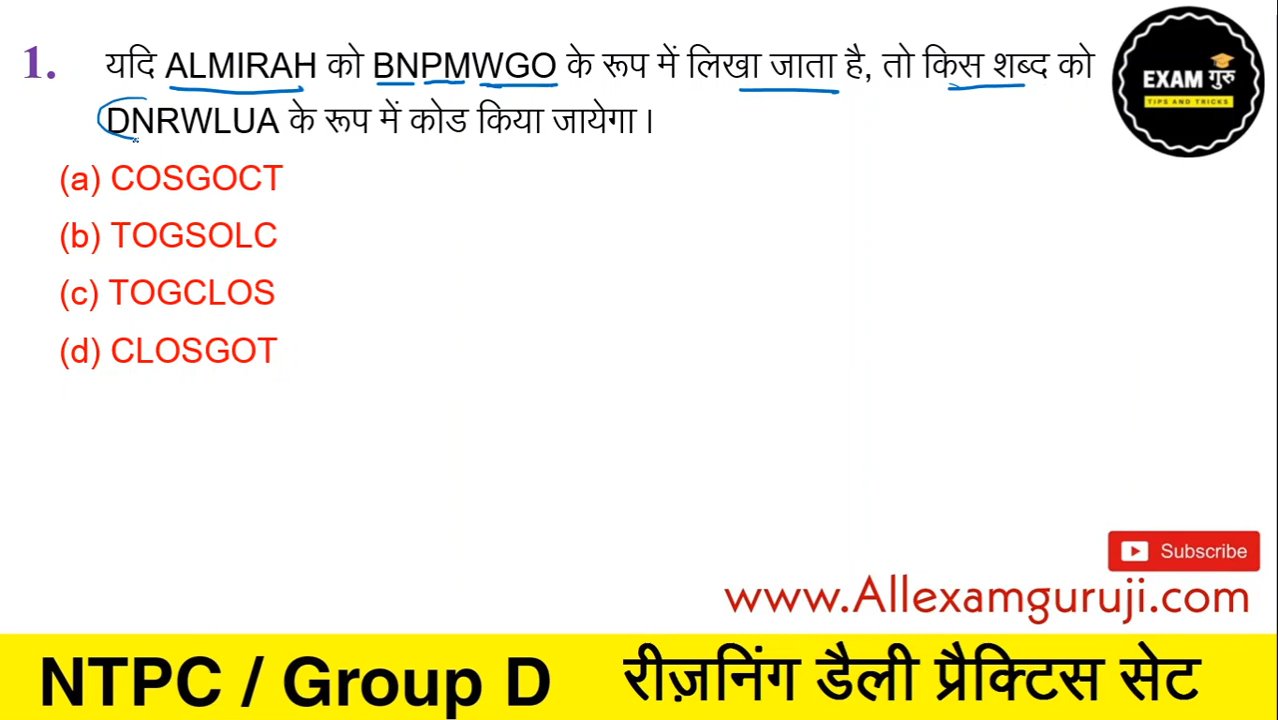 1. यदि ALMIRAH को BNPMWGO के रूप में लिखा जाता है, तो किस शब्द को
DNRWLUA के रूप में कोड किया जायेगा ।
(a) COSGOCT
(b) TOGSOLC
(c) TOGCLOS
(d) CLOSGOT
EXAM गुरु
TIPS AND TRICKS
Subscribe
www.Allexamguruji.com
NTPC / Group D रीज़निंग डैली प्रैक्टिस सेट